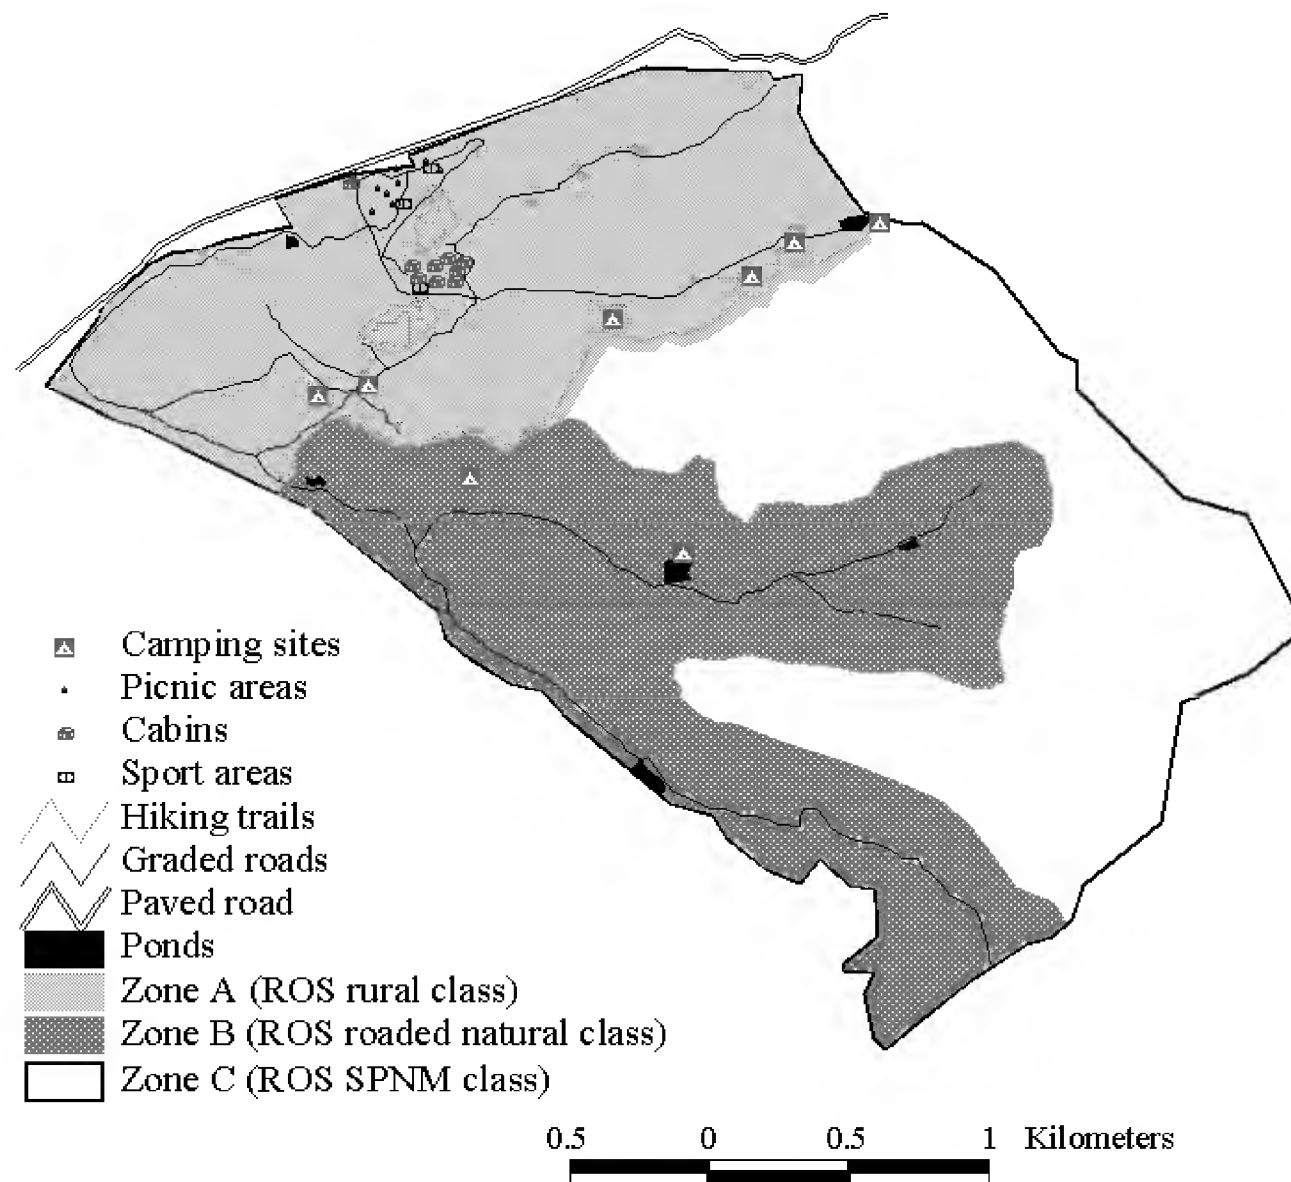 Camping sites
Picnic areas
Cabins
Sport areas
Hiking trails
Graded roads
Paved road
Ponds
Zone A (ROS rural class)
Zone B (ROS roaded natural class)
Zone C (ROS SPNM class)
0.5 0 0.5 1 Kilometers